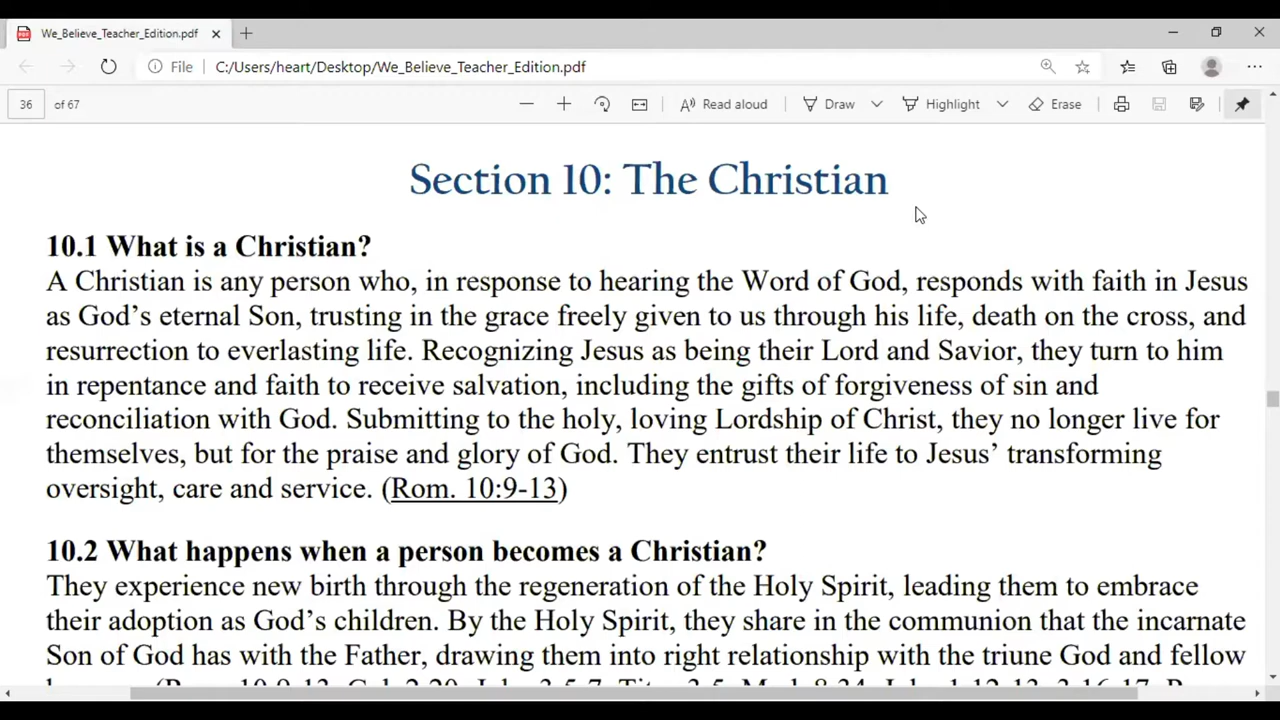 We_Believe_Teacher_Edition.pdf
File C:/Users/heart/Desktop/We_Believe_Teacher_Edition.pdf
36 of 67 Read aloud Draw Highlight Erase
Section 10: The Christian
10.1 What is a Christian?
A Christian is any person who, in response to hearing the Word of God, responds with faith in Jesus
as God’s eternal Son, trusting in the grace freely given to us through his life, death on the cross, and
resurrection to everlasting life. Recognizing Jesus as being their Lord and Savior, they turn to him
in repentance and faith to receive salvation, including the gifts of forgiveness of sin and
reconciliation with God. Submitting to the holy, loving Lordship of Christ, they no longer live for
themselves, but for the praise and glory of God. They entrust their life to Jesus’ transforming
oversight, care and service. (Rom. 10:9-13)
10.2 What happens when a person becomes a Christian?
They experience new birth through the regeneration of the Holy Spirit, leading them to embrace
their adoption as God’s children. By the Holy Spirit, they share in the communion that the incarnate
Son of God has with the Father, drawing them into right relationship with the triune God and fellow